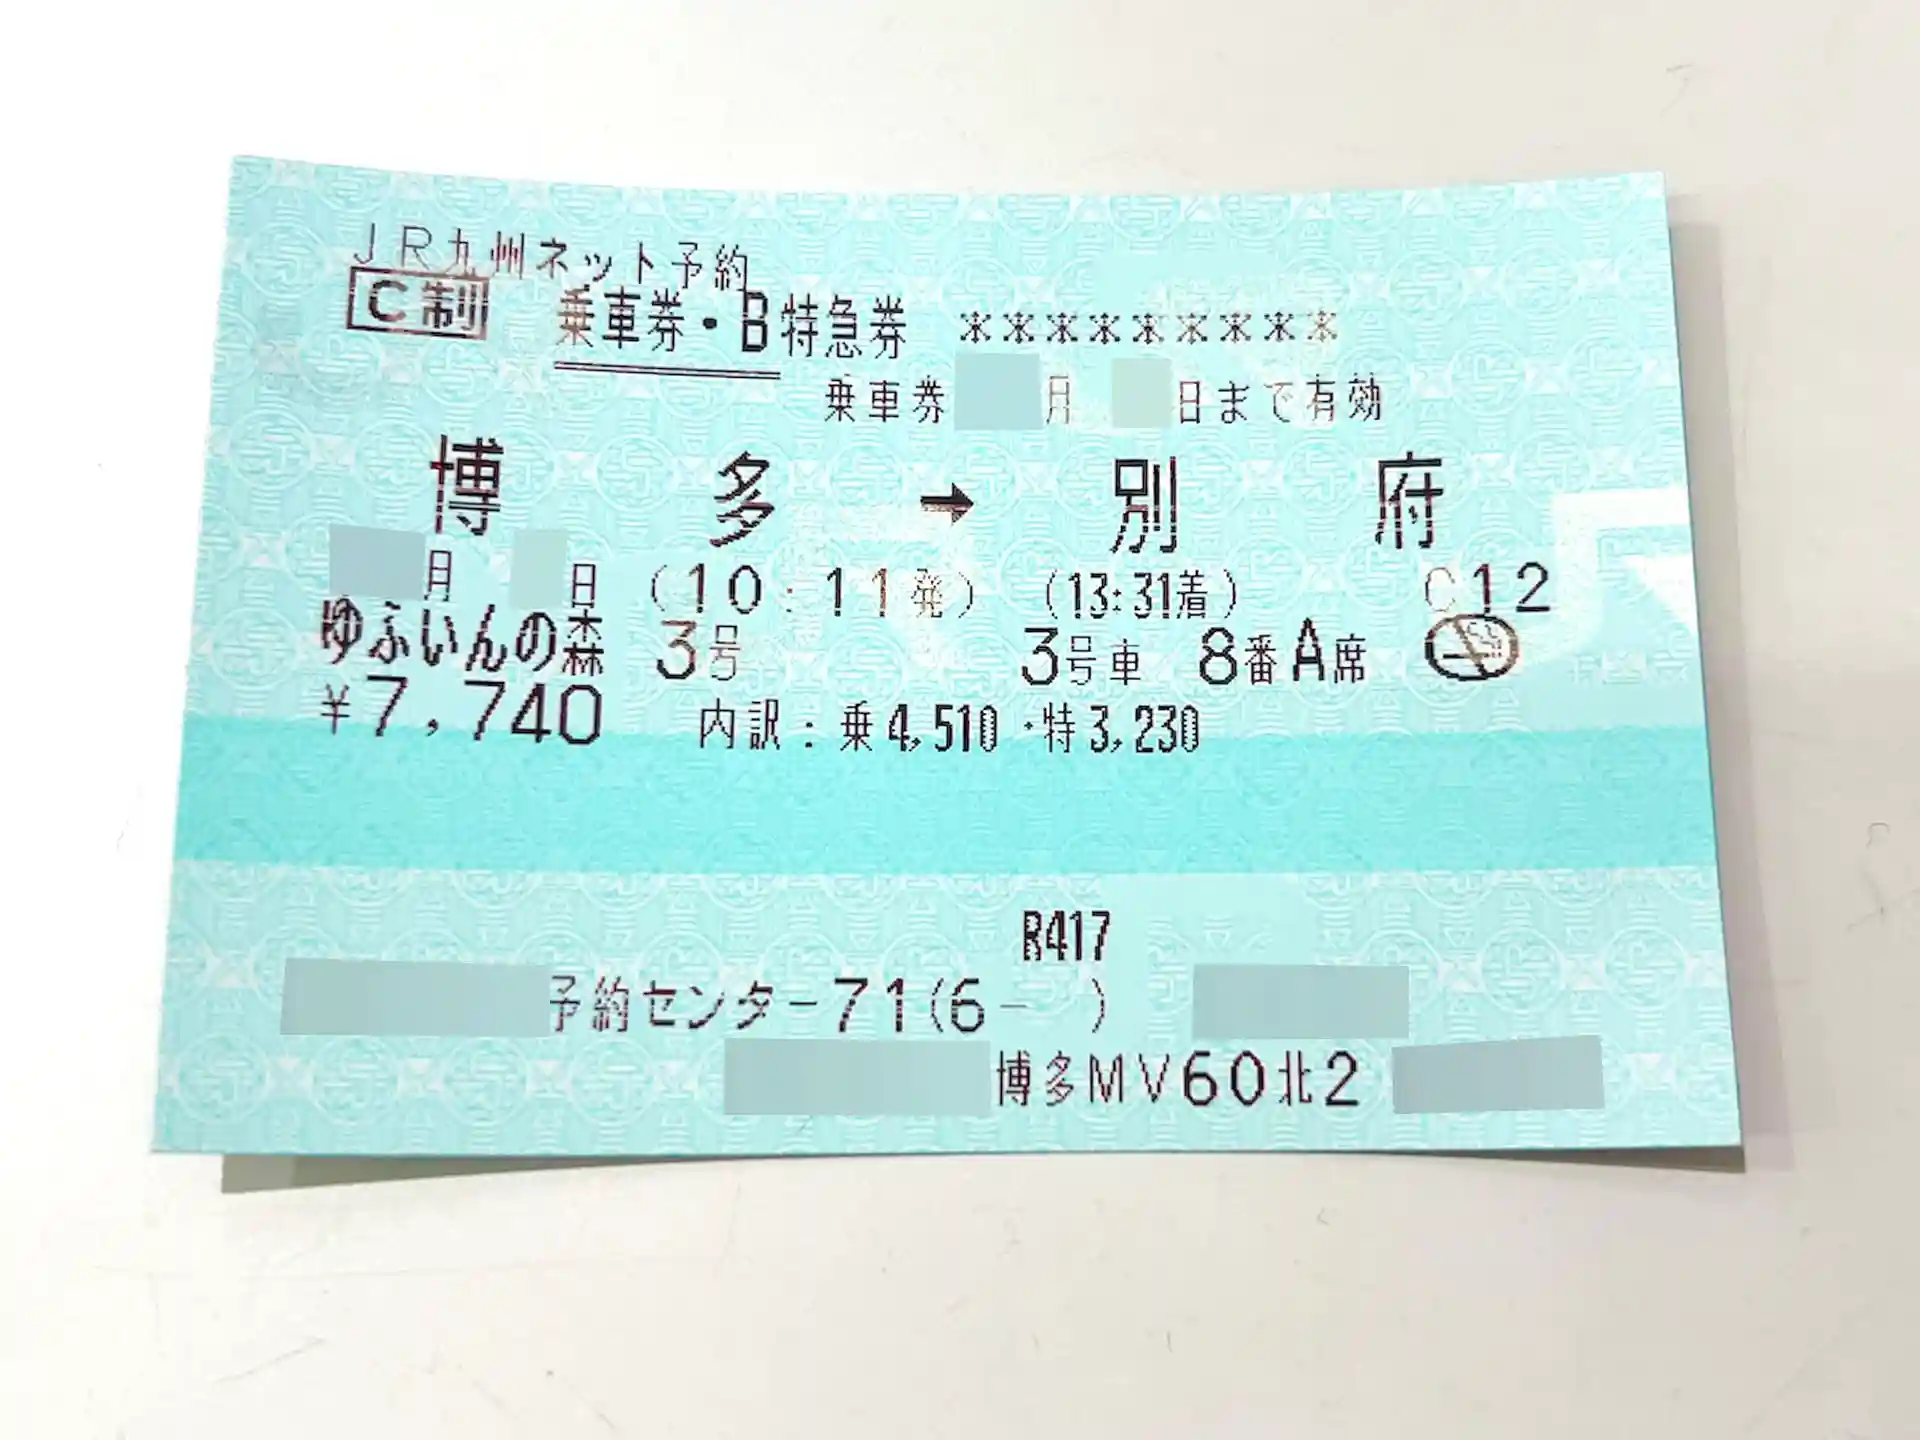 JR九州ネット予約
C制 乗車券・B特急券 *********
乗車券 月 日まで有効
博多→別府
月 日 (10:11発) (13:31着) C12
ゆふいんの森 3号 3号車 8番A席
¥7,740 内訳:乗4,510・特3,230
R417
予約センター71(6- )
博多MV60北2